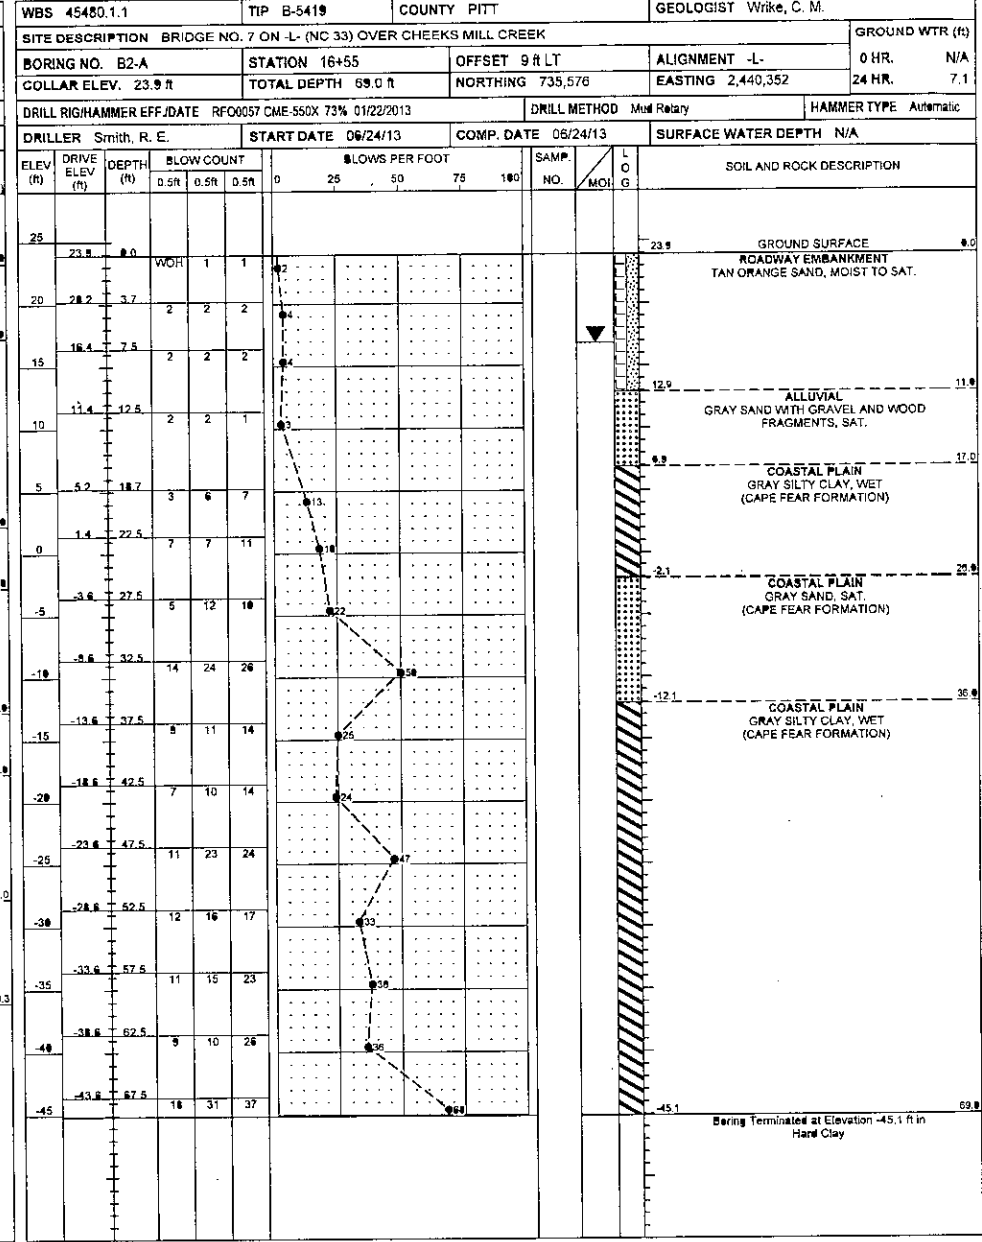 WBS 45480.1.1 TIP B-5419 COUNTY PITT GEOLOGIST Wrike, C. M.
SITE DESCRIPTION BRIDGE NO. 7 ON -L- (NC 33) OVER CHEEKS MILL CREEK GROUND WTR (ft)
BORING NO. B2-A STATION 16+55 OFFSET 9 ft LT ALIGNMENT -L- 0 HR. N/A
COLLAR ELEV. 23.9 ft TOTAL DEPTH 69.0 ft NORTHING 735,576 EASTING 2,440,352 24 HR. 7.1
DRILL RIG/HAMMER EFF./DATE RFO0057 CME-550X 73% 01/22/2013 DRILL METHOD Mud Rotary HAMMER TYPE Automatic
DRILLER Smith, R. E. START DATE 06/24/13 COMP. DATE 06/24/13 SURFACE WATER DEPTH N/A
ELEV (ft) DRIVE ELEV (ft) DEPTH (ft) BLOW COUNT BLOWS PER FOOT SAMP. NO. MOI LOG SOIL AND ROCK DESCRIPTION
0.5ft 0.5ft 0.5ft 0 25 50 75 100
25
23.9 0.0 23.9 GROUND SURFACE 0.0
WOH 1 1 2 ROADWAY EMBANKMENT
TAN ORANGE SAND, MOIST TO SAT.
20 20.2 3.7
2 2 2 4
16.4 7.5
15 2 2 2 4
12.9 11.0
11.4 12.5 ALLUVIAL
10 2 2 1 3 GRAY SAND WITH GRAVEL AND WOOD
FRAGMENTS, SAT.
6.9 17.0
COASTAL PLAIN
5 5.2 18.7 GRAY SILTY CLAY, WET
3 6 7 13 (CAPE FEAR FORMATION)
1.4 22.5
0 7 7 11 18
-2.1 26.0
-3.6 27.5 COASTAL PLAIN
-5 5 12 10 22 GRAY SAND, SAT.
(CAPE FEAR FORMATION)
-8.6 32.5
-10 14 24 26 50
-12.1 36.0
-13.6 37.5 COASTAL PLAIN
-15 9 11 14 25 GRAY SILTY CLAY, WET
(CAPE FEAR FORMATION)
-18.6 42.5
-20 7 10 14 24
-23.6 47.5
-25 11 23 24 47
-28.6 52.5
-30 12 16 17 33
-33.6 57.5
-35 11 15 23 38
-38.6 62.5
-40 9 10 26 36
-43.6 67.5
-45 18 31 37 68
-45.1 69.0
Boring Terminated at Elevation -45.1 ft in
Hard Clay